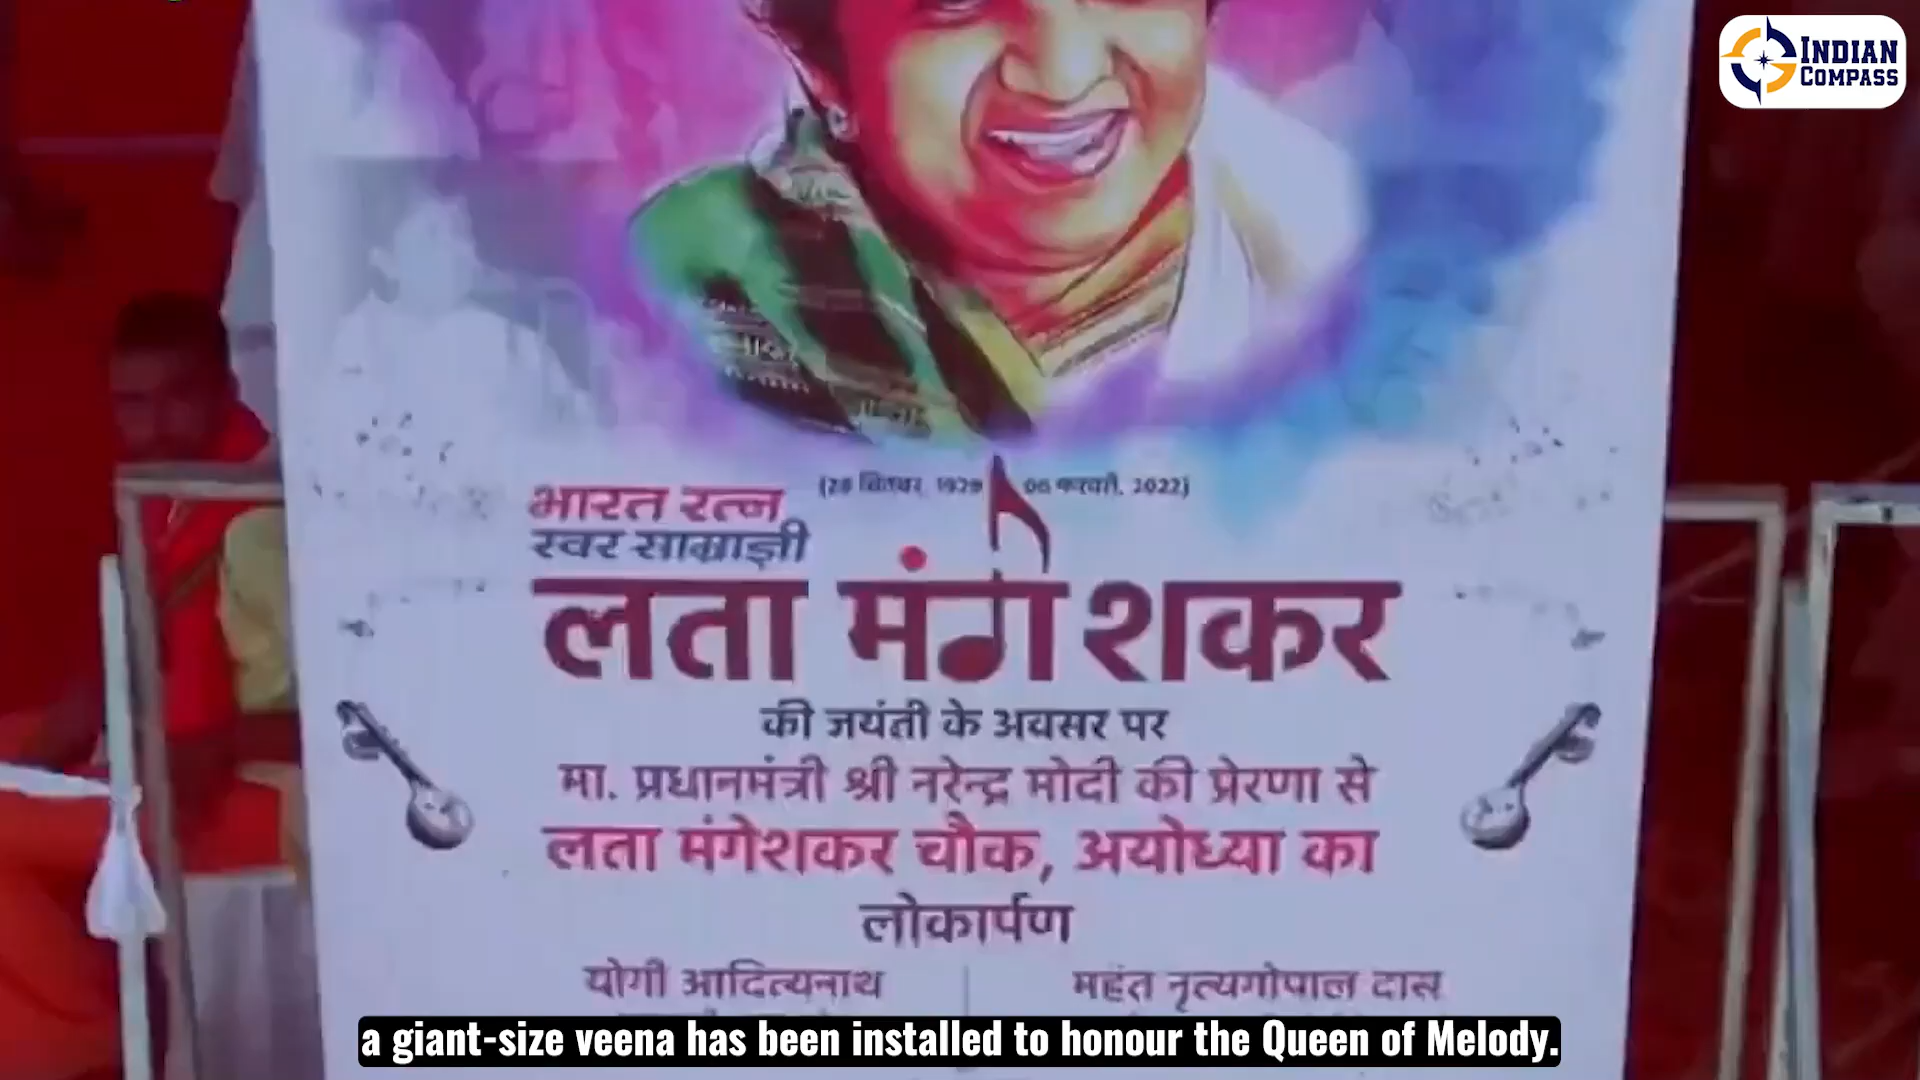 INDIAN
COMPASS
(28 सितंबर, 1929 06 फरवरी, 2022)
भारत रत्न
स्वर साम्राज्ञी
लता मंगेशकर
की जयंती के अवसर पर
मा. प्रधानमंत्री श्री नरेन्द्र मोदी की प्रेरणा से
लता मंगेशकर चौक, अयोध्या का
लोकार्पण
योगी आदित्यनाथ महंत नृत्यगोपाल दास
a giant-size veena has been installed to honour the Queen of Melody.